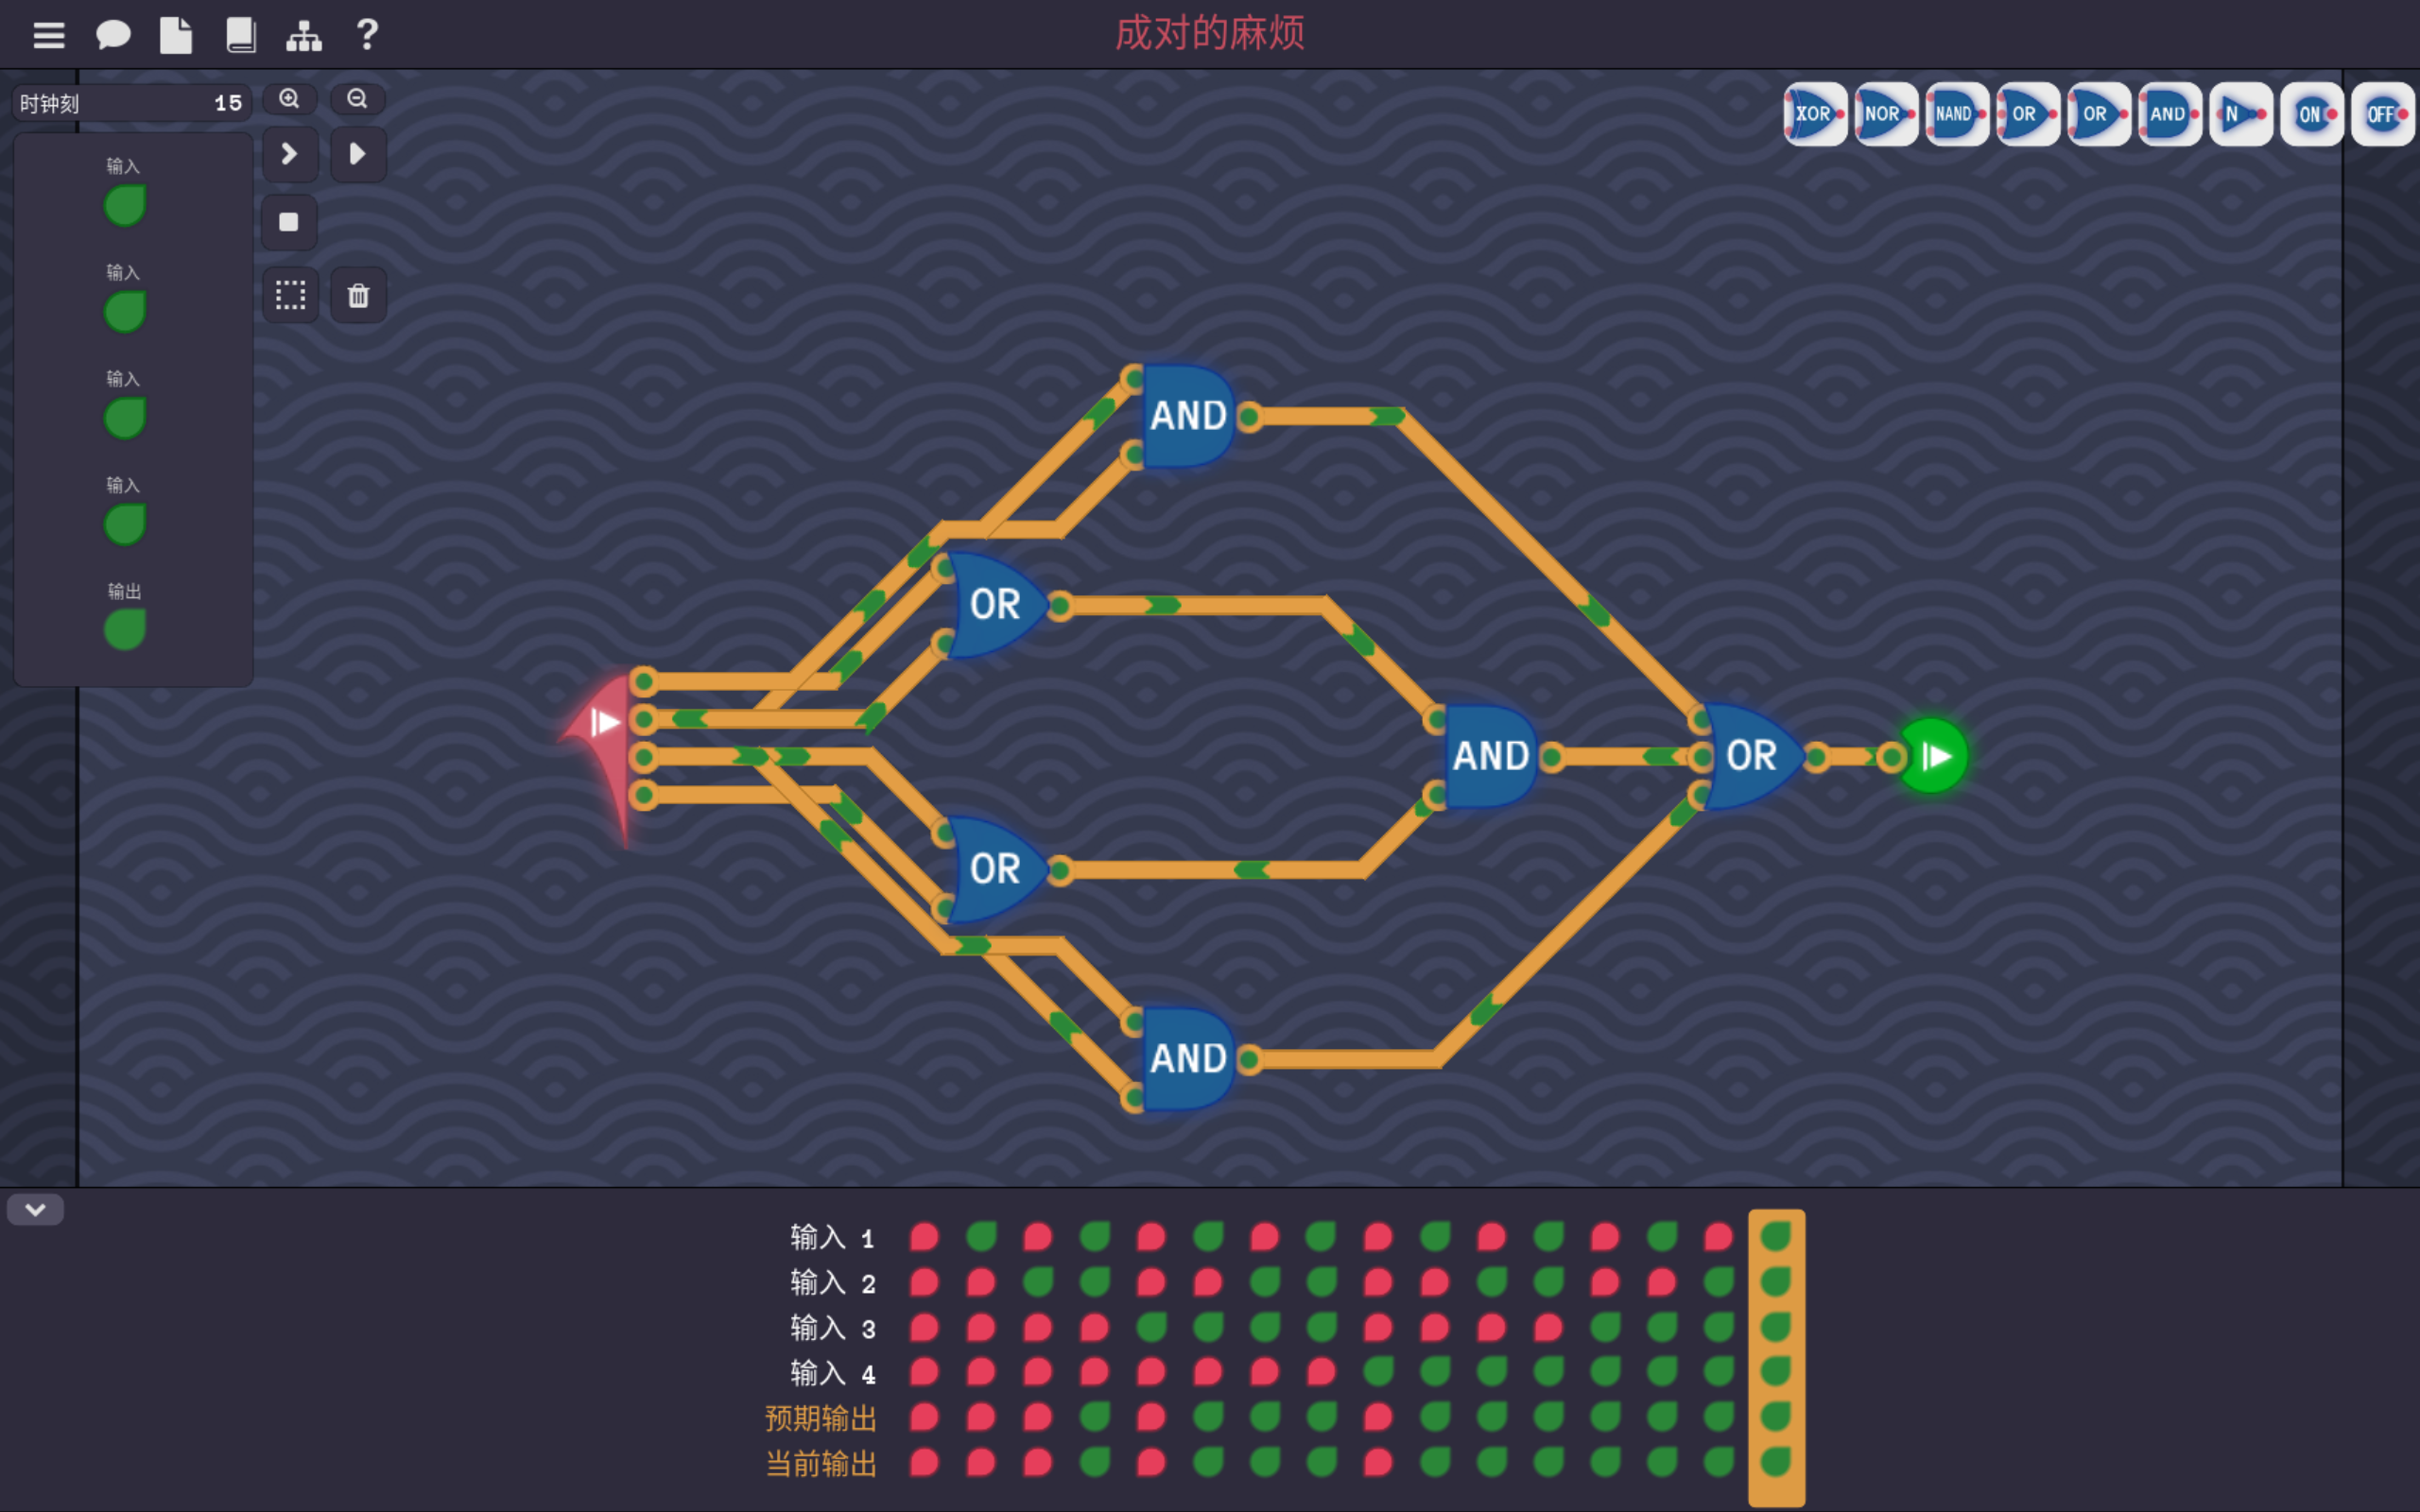 ?
成对的麻烦
时钟刻 15
XOR NOR NAND OR OR AND N ON OFF
输入
输入
输入
输入
输出
AND
OR
AND
OR
OR
AND
输入 1
输入 2
输入 3
输入 4
预期输出
当前输出